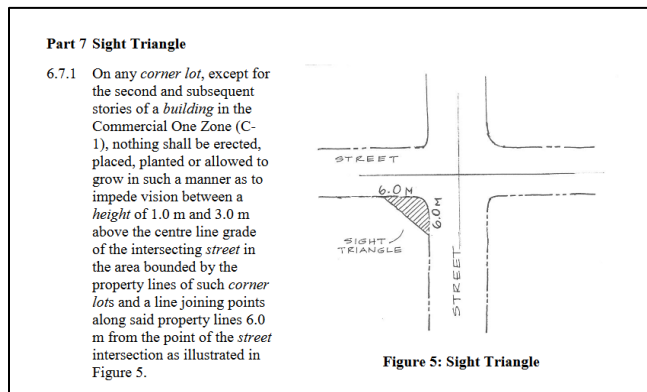 Part 7 Sight Triangle
6.7.1 On any corner lot, except for
the second and subsequent
stories of a building in the
Commercial One Zone (C-
1), nothing shall be erected,
placed, planted or allowed to
grow in such a manner as to
impede vision between a
height of 1.0 m and 3.0 m
above the centre line grade
of the intersecting street in
the area bounded by the
property lines of such corner
lots and a line joining points
along said property lines 6.0
m from the point of the street
intersection as illustrated in
Figure 5.
STREET
6.0 M
6.0 M
SIGHT
TRIANGLE
STREET
Figure 5: Sight Triangle